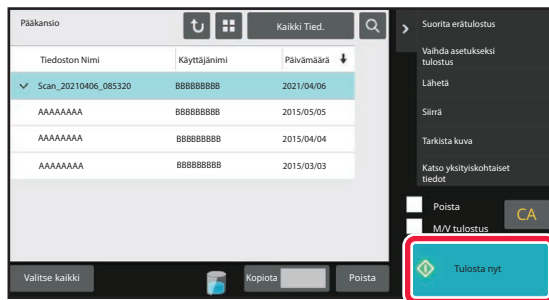 Pääkansio
Kaikki Tied.
Tiedoston Nimi Käyttäjänimi Päivämäärä
Scan_20210406_085320 BBBBBBBBB 2021/04/06
AAAAAAAA BBBBBBBBB 2015/05/05
AAAAAAAA BBBBBBBBB 2015/04/04
AAAAAAAA BBBBBBBBB 2015/03/03
Valitse kaikki
Kopiota
Poista
Suorita erätulostus
Vaihda asetukseksi
tulostus
Lähetä
Siirrä
Tarkista kuva
Katso yksityiskohtaiset
tiedot
Poista
M/V tulostus
CA
Tulosta nyt